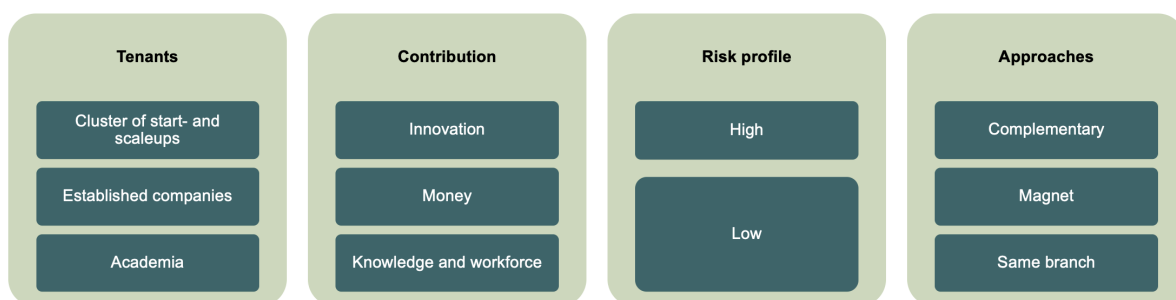 Tenants
Cluster of start- and
scaleups
Established companies
Academia
Contribution
Innovation
Money
Knowledge and workforce
Risk profile
High
Low
Approaches
Complementary
Magnet
Same branch